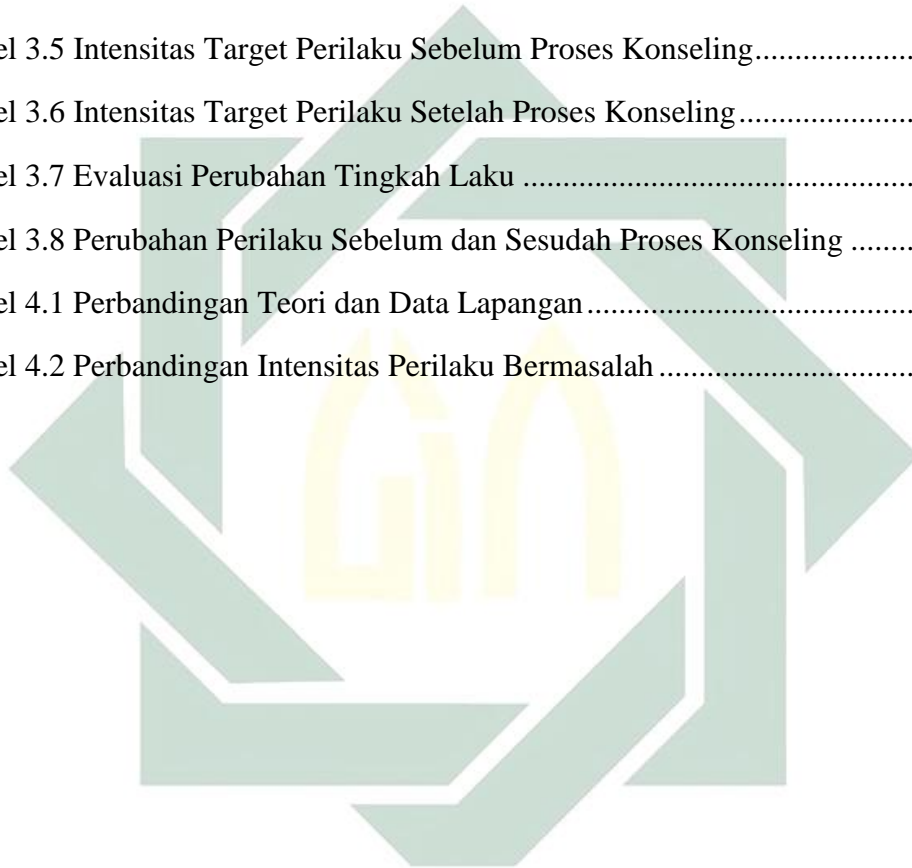 el 3.5 Intensitas Target Perilaku Sebelum Proses Konseling......................
el 3.6 Intensitas Target Perilaku Setelah Proses Konseling........................
el 3.7 Evaluasi Perubahan Tingkah Laku ....................................................
el 3.8 Perubahan Perilaku Sebelum dan Sesudah Proses Konseling .........
el 4.1 Perbandingan Teori dan Data Lapangan............................................
el 4.2 Perbandingan Intensitas Perilaku Bermasalah..................................